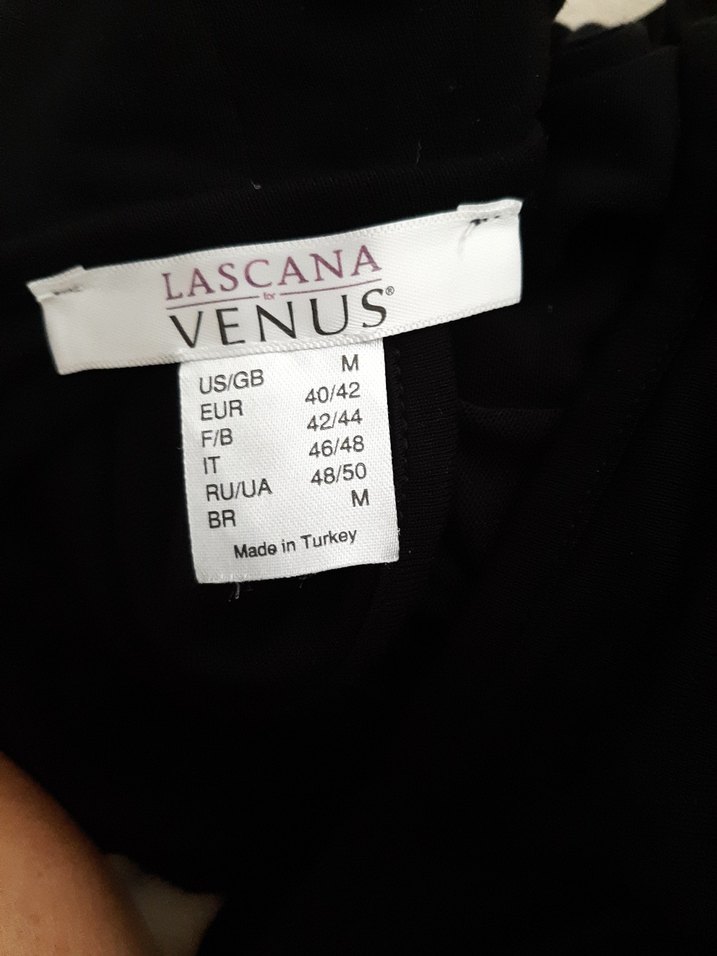 LASCANA
for
VENUS®
US/GB M
EUR 40/42
F/B 42/44
IT 46/48
RU/UA 48/50
BR M
Made in Turkey